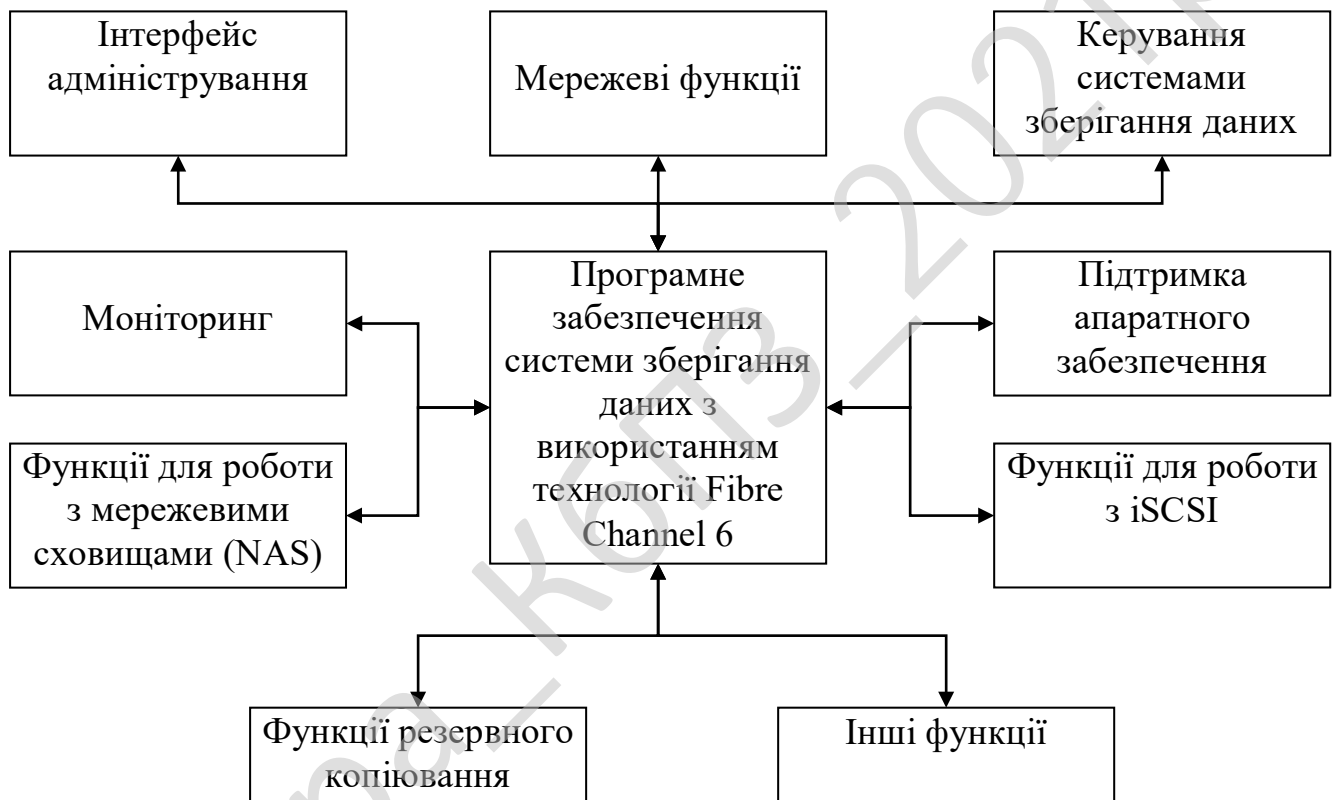 Інтерфейс
адміністрування
Мережеві функції
Керування
системами
зберігання даних
Моніторинг
Програмне
забезпечення
системи зберігання
даних з
використанням
технології Fibre
Channel 6
Підтримка
апаратного
забезпечення
Функції для роботи
з мережевими
сховищами (NAS)
Функції для роботи
з iSCSI
Функції резервного
копіювання
Інші функції